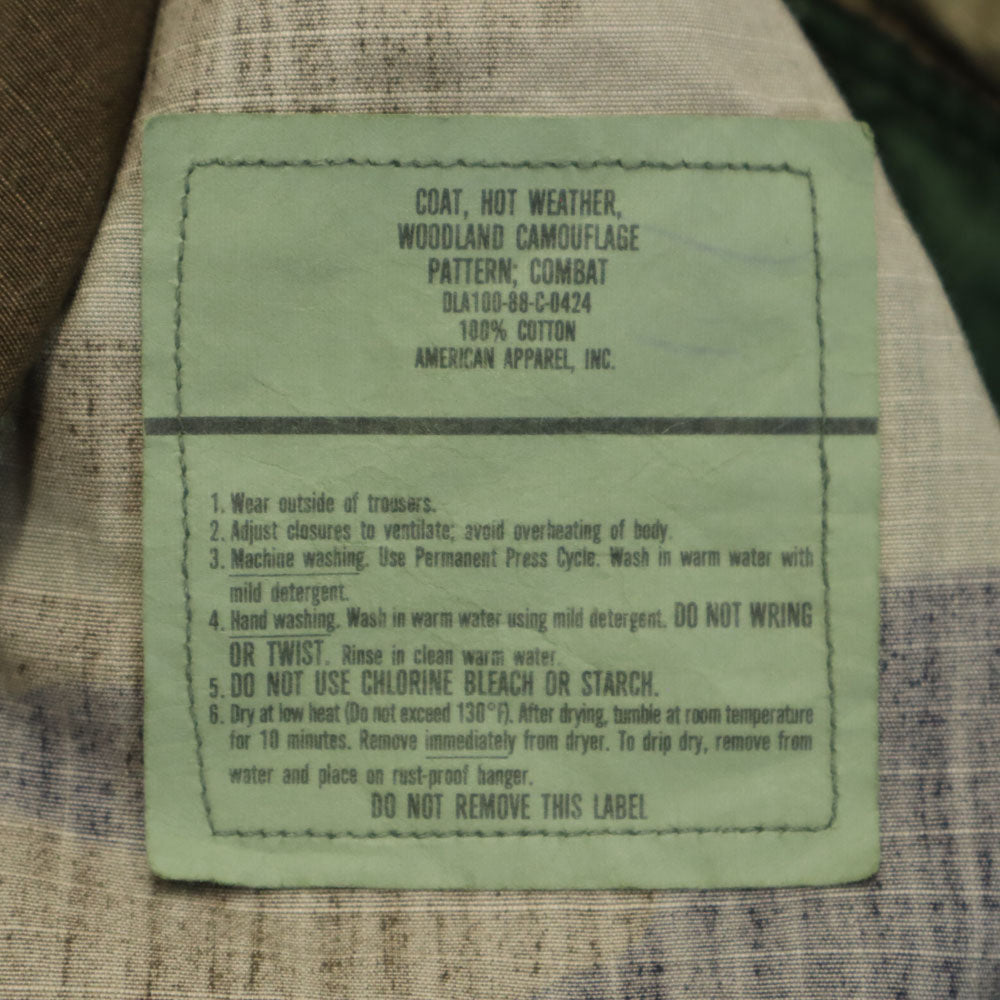 COAT, HOT WEATHER,
WOODLAND CAMOUFLAGE
PATTERN; COMBAT
DLA100-88-C-0424
100% COTTON
AMERICAN APPAREL, INC.
1. Wear outside of trousers.
2. Adjust closures to ventilate; avoid overheating of body.
3. Machine washing. Use Permanent Press Cycle. Wash in warm water with
mild detergent.
4. Hand washing. Wash in warm water using mild detergent. DO NOT WRING
OR TWIST. Rinse in clean warm water.
5. DO NOT USE CHLORINE BLEACH OR STARCH.
6. Dry at low heat (Do not exceed 130°F). After drying, tumble at room temperature
for 10 minutes. Remove immediately from dryer. To drip dry, remove from
water and place on rust-proof hanger.
DO NOT REMOVE THIS LABEL